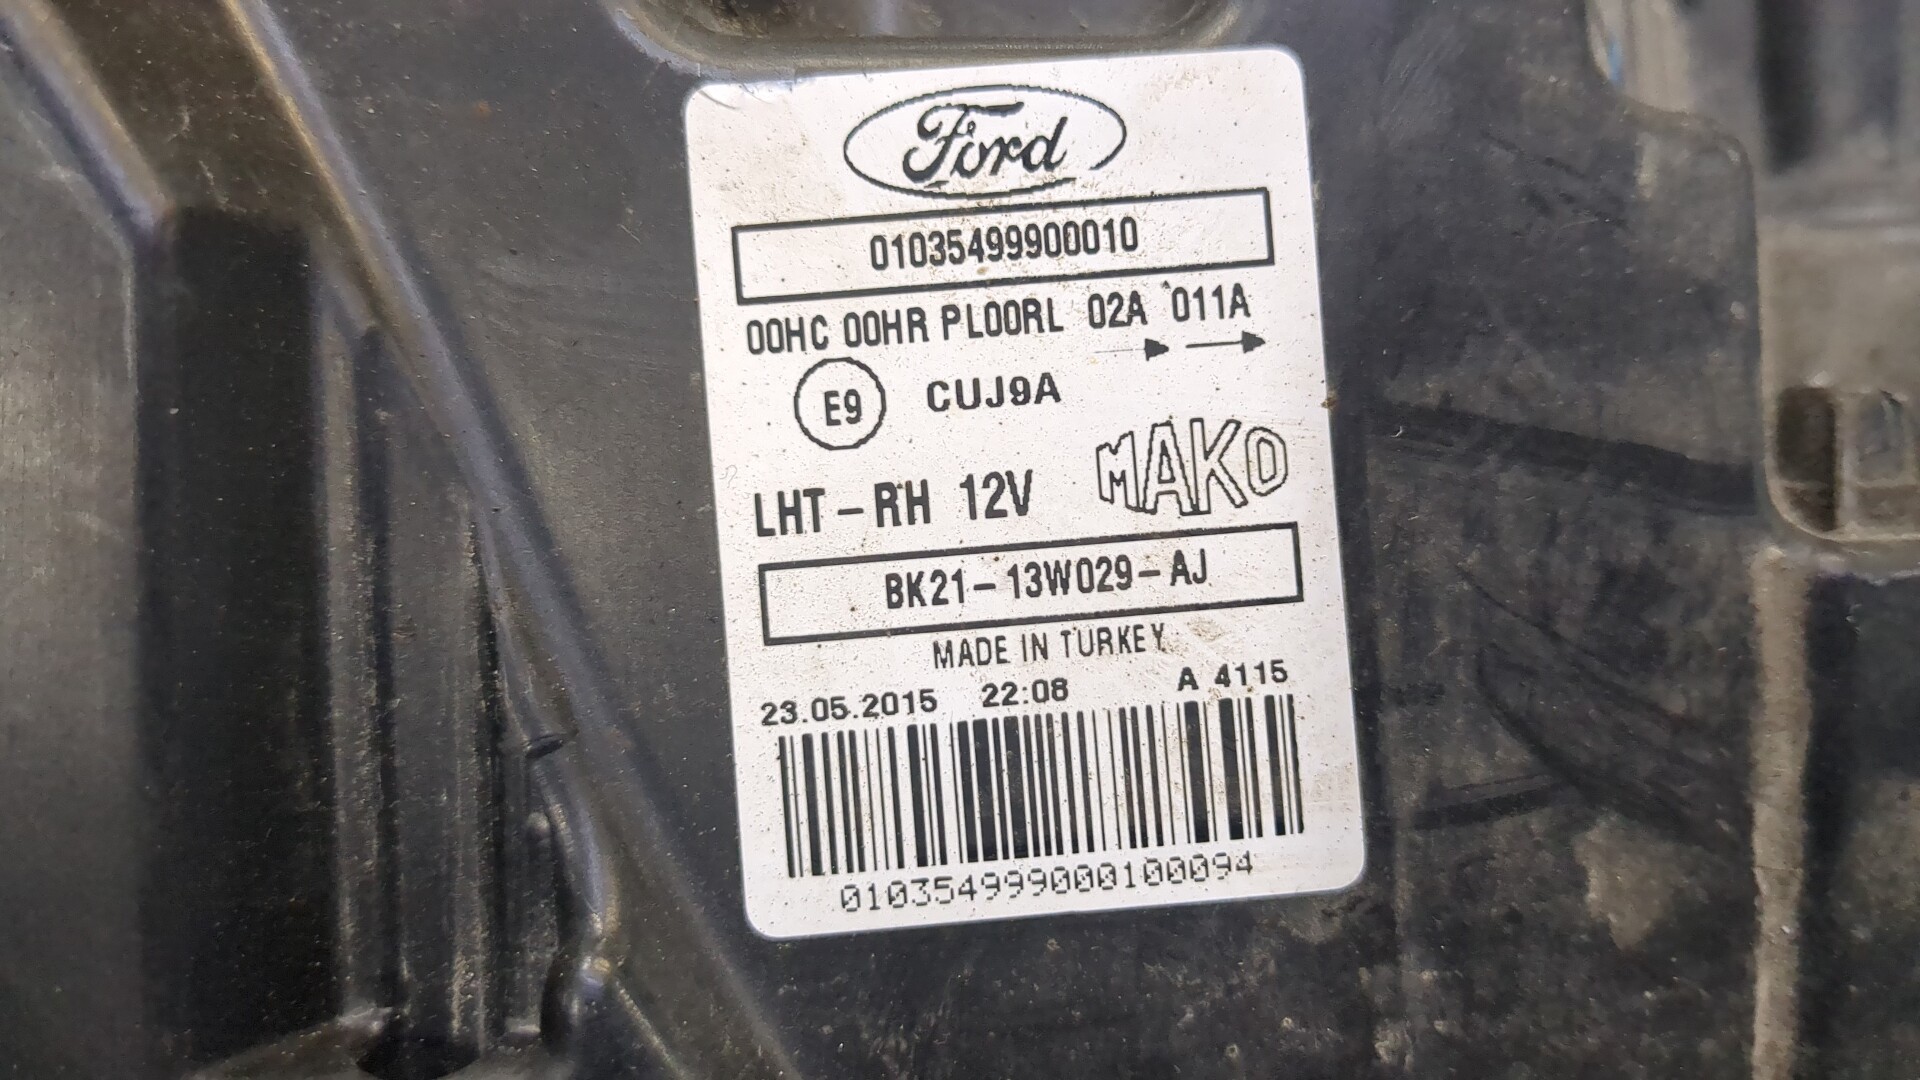 Ford
01035499900010
00HC 00HR PL00RL 02A 011A
E9 CUJ9A
LHT-RH 12V MAKO
BK21-13W029-AJ
MADE IN TURKEY
23.05.2015 22:08 A 4115
010354999000100094